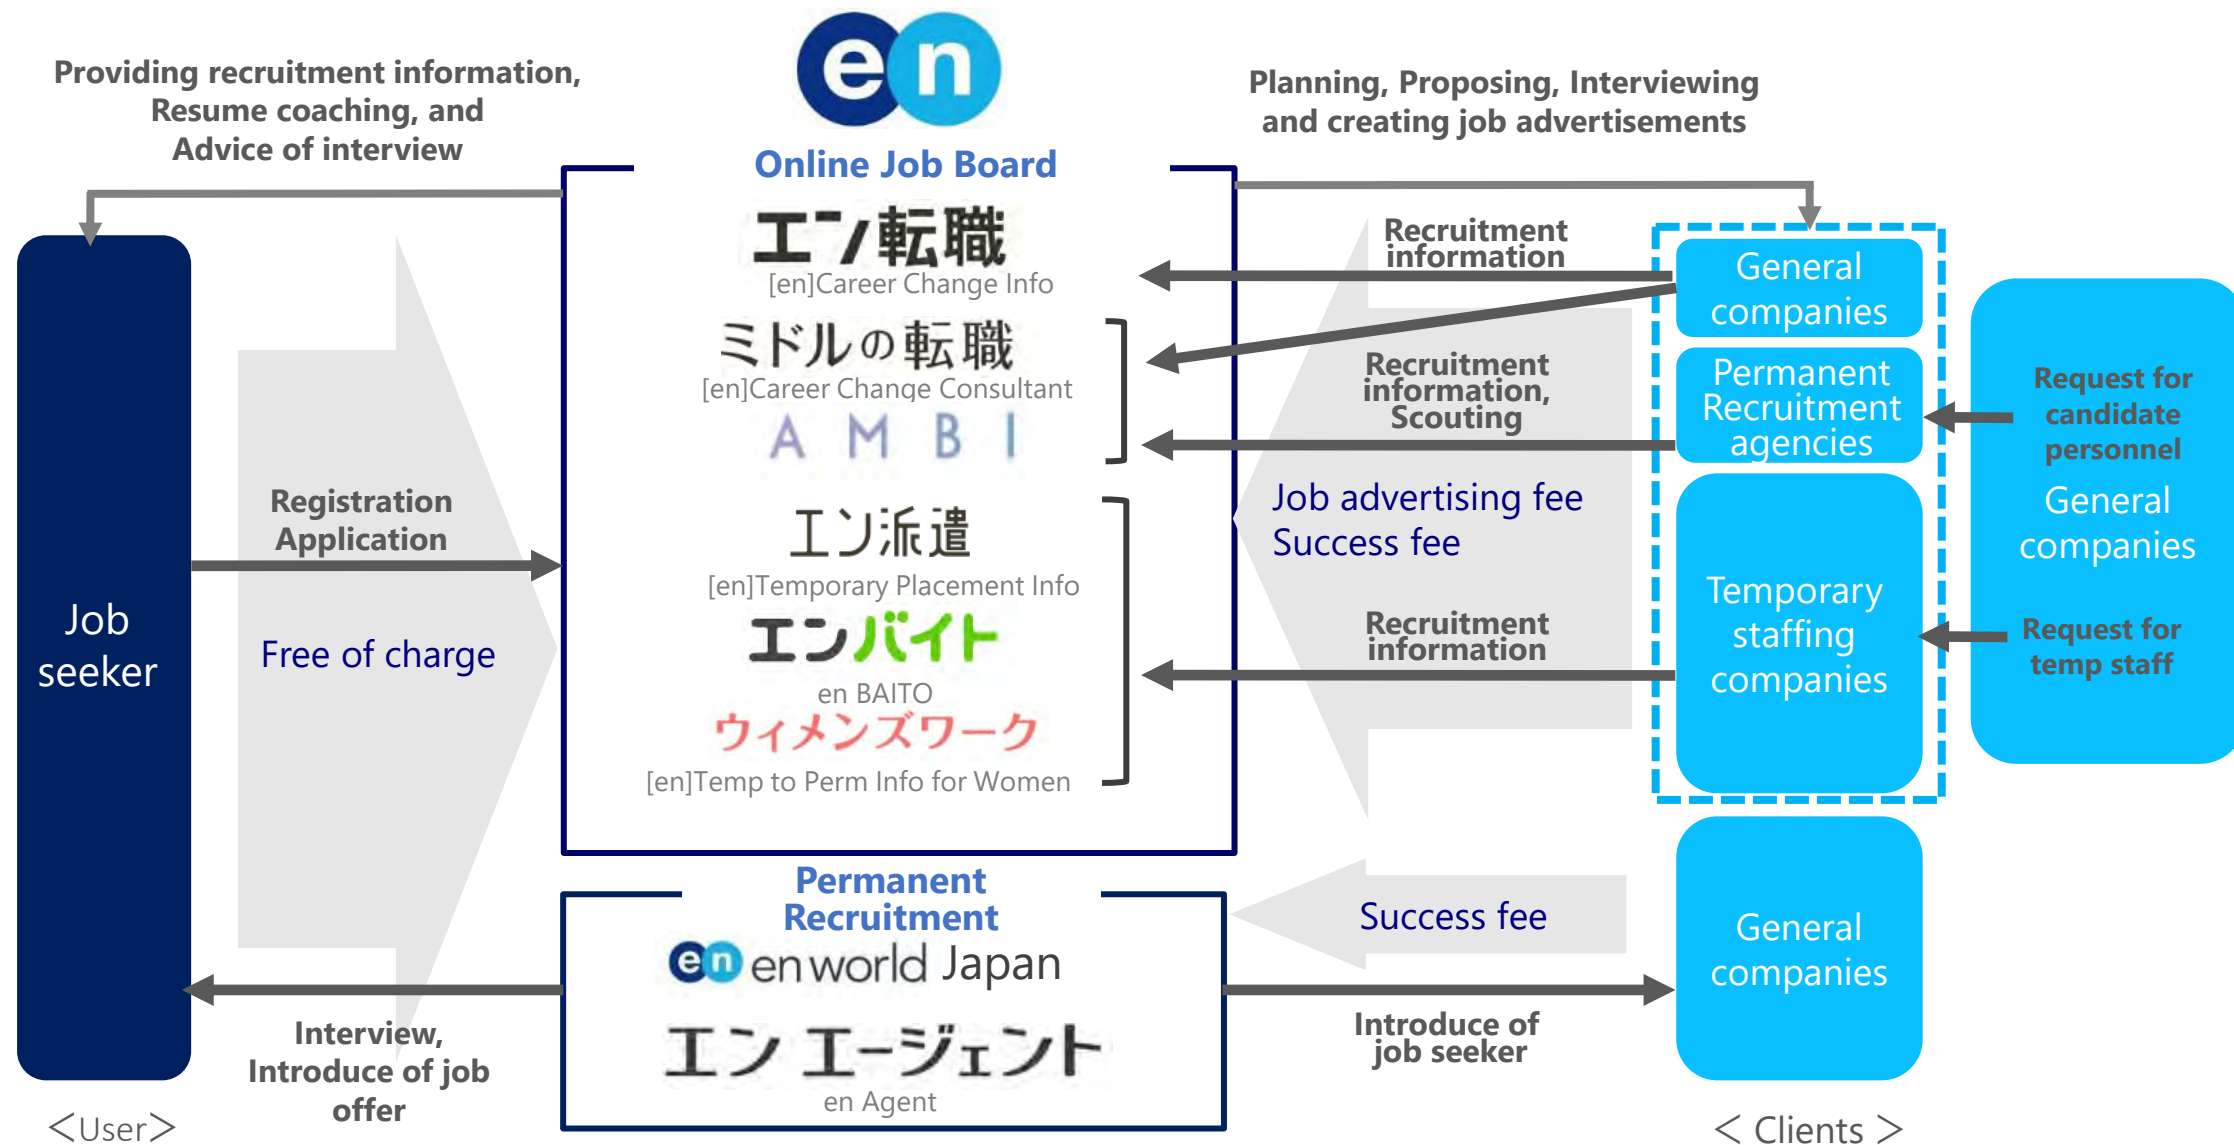 en
Providing recruitment information,
Resume coaching, and
Advice of interview
Planning, Proposing, Interviewing
and creating job advertisements
Online Job Board
エン転職
[en]Career Change Info
ミドルの転職
[en]Career Change Consultant
AMBI
エン派遣
[en]Temporary Placement Info
エンバイト
en BAITO
ウィメンズワーク
[en]Temp to Perm Info for Women
Job
seeker
Registration
Application
Free of charge
Recruitment
information
Recruitment
information,
Scouting
Job advertising fee
Success fee
Recruitment
information
General
companies
Permanent
Recruitment
agencies
Temporary
staffing
companies
Request for
candidate
personnel
General
companies
Request for
temp staff
Permanent
Recruitment
en en world Japan
エン エージェント
en Agent
Interview,
Introduce of job
offer
Success fee
Introduce of
job seeker
General
companies
＜User＞
＜ Clients ＞